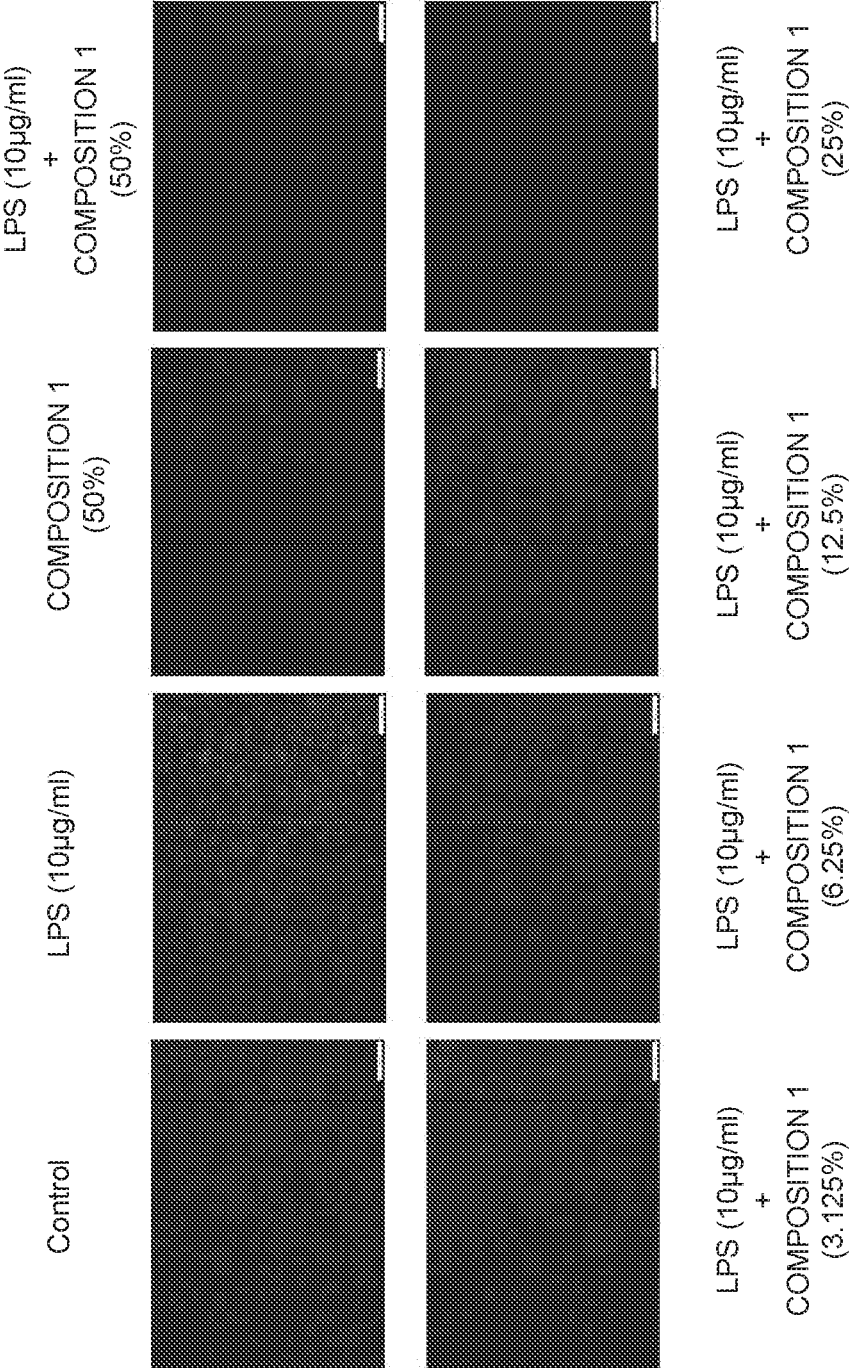 Control
LPS (10µg/ml)
COMPOSITION 1
(50%)
LPS (10µg/ml)
+
COMPOSITION 1
(50%)
LPS (10µg/ml)
+
COMPOSITION 1
(3.125%)
LPS (10µg/ml)
+
COMPOSITION 1
(6.25%)
LPS (10µg/ml)
+
COMPOSITION 1
(12.5%)
LPS (10µg/ml)
+
COMPOSITION 1
(25%)